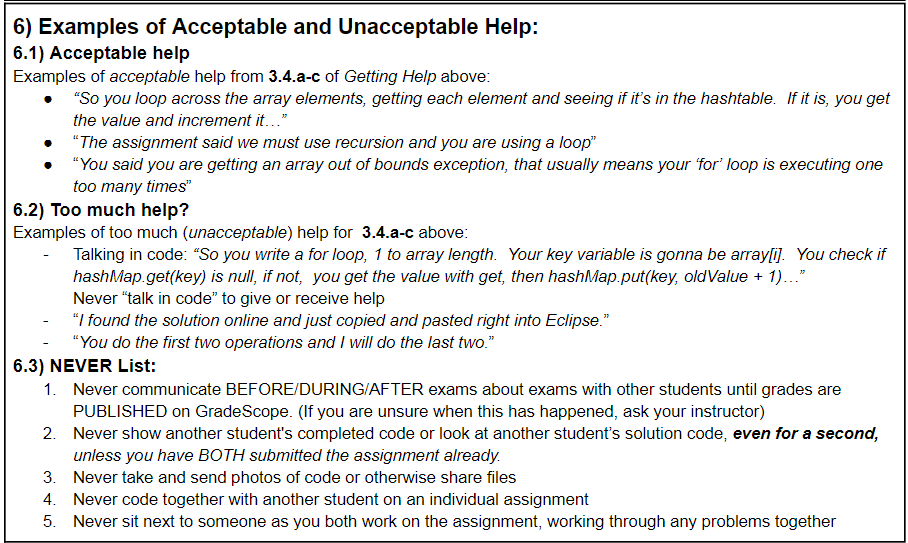 6) Examples of Acceptable and Unacceptable Help:
6.1) Acceptable help
Examples of acceptable help from 3.4.a-c of Getting Help above:
● “So you loop across the array elements, getting each element and seeing if it’s in the hashtable.  If it is, you get
the value and increment it…”
● “The assignment said we must use recursion and you are using a loop”
● “You said you are getting an array out of bounds exception, that usually means your ‘for’ loop is executing one
too many times”
6.2) Too much help?
Examples of too much (unacceptable) help for  3.4.a-c above:
- Talking in code: “So you write a for loop, 1 to array length.  Your key variable is gonna be array[i].  You check if
hashMap.get(key) is null, if not,  you get the value with get, then hashMap.put(key, oldValue + 1)…”
Never “talk in code” to give or receive help
- “I found the solution online and just copied and pasted right into Eclipse.”
- “You do the first two operations and I will do the last two.”
6.3) NEVER List:
1. Never communicate BEFORE/DURING/AFTER exams about exams with other students until grades are
PUBLISHED on GradeScope. (If you are unsure when this has happened, ask your instructor)
2. Never show another student's completed code or look at another student’s solution code, even for a second,
unless you have BOTH submitted the assignment already.
3. Never take and send photos of code or otherwise share files
4. Never code together with another student on an individual assignment
5. Never sit next to someone as you both work on the assignment, working through any problems together